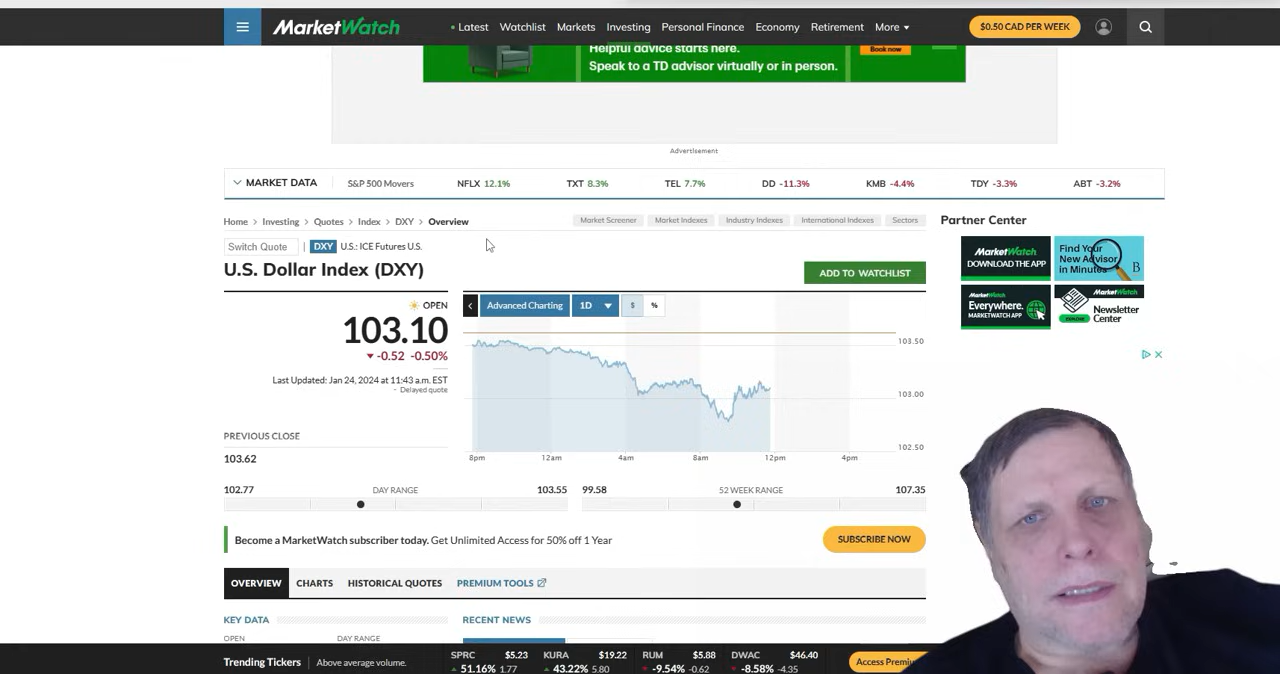 MarketWatch
Latest Watchlist Markets Investing Personal Finance Economy Retirement More
$0.50 CAD PER WEEK
Helpful advice starts here.
Speak to a TD advisor virtually or in person.
Book now
Advertisement
MARKET DATA S&P 500 Movers NFLX 12.1% TXT 8.3% TEL 7.7% DD -11.3% KMB -4.4% TDY -3.3% ABT -3.2%
Home > Investing > Quotes > Index > DXY > Overview
Market Screener Market Indexes Industry Indexes International Indexes Sectors
Partner Center
Switch Quote | DXY U.S.: ICE Futures U.S.
U.S. Dollar Index (DXY)
ADD TO WATCHLIST
MarketWatch
DOWNLOAD THE APP
Find Your
New Advisor
in Minutes
B
MarketWatch
Everywhere.
MARKETWATCH APP
MarketWatch
Newsletter
Center
EXPLORE
OPEN
103.10
-0.52 -0.50%
Last Updated: Jan 24, 2024 at 11:43 a.m. EST
- Delayed quote
Advanced Charting 1D $ %
103.50
103.00
102.50
8pm 12am 4am 8am 12pm 4pm
PREVIOUS CLOSE
103.62
102.77 DAY RANGE 103.55
99.58 52 WEEK RANGE 107.35
Become a MarketWatch subscriber today. Get Unlimited Access for 50% off 1 Year
SUBSCRIBE NOW
OVERVIEW CHARTS HISTORICAL QUOTES PREMIUM TOOLS
KEY DATA
RECENT NEWS
OPEN DAY RANGE
Trending Tickers | Above average volume.
SPRC $5.23
51.16% 1.77
KURA $19.22
43.22% 5.80
RUM $5.88
-9.54% -0.62
DWAC $46.40
-8.58% -4.35
Access